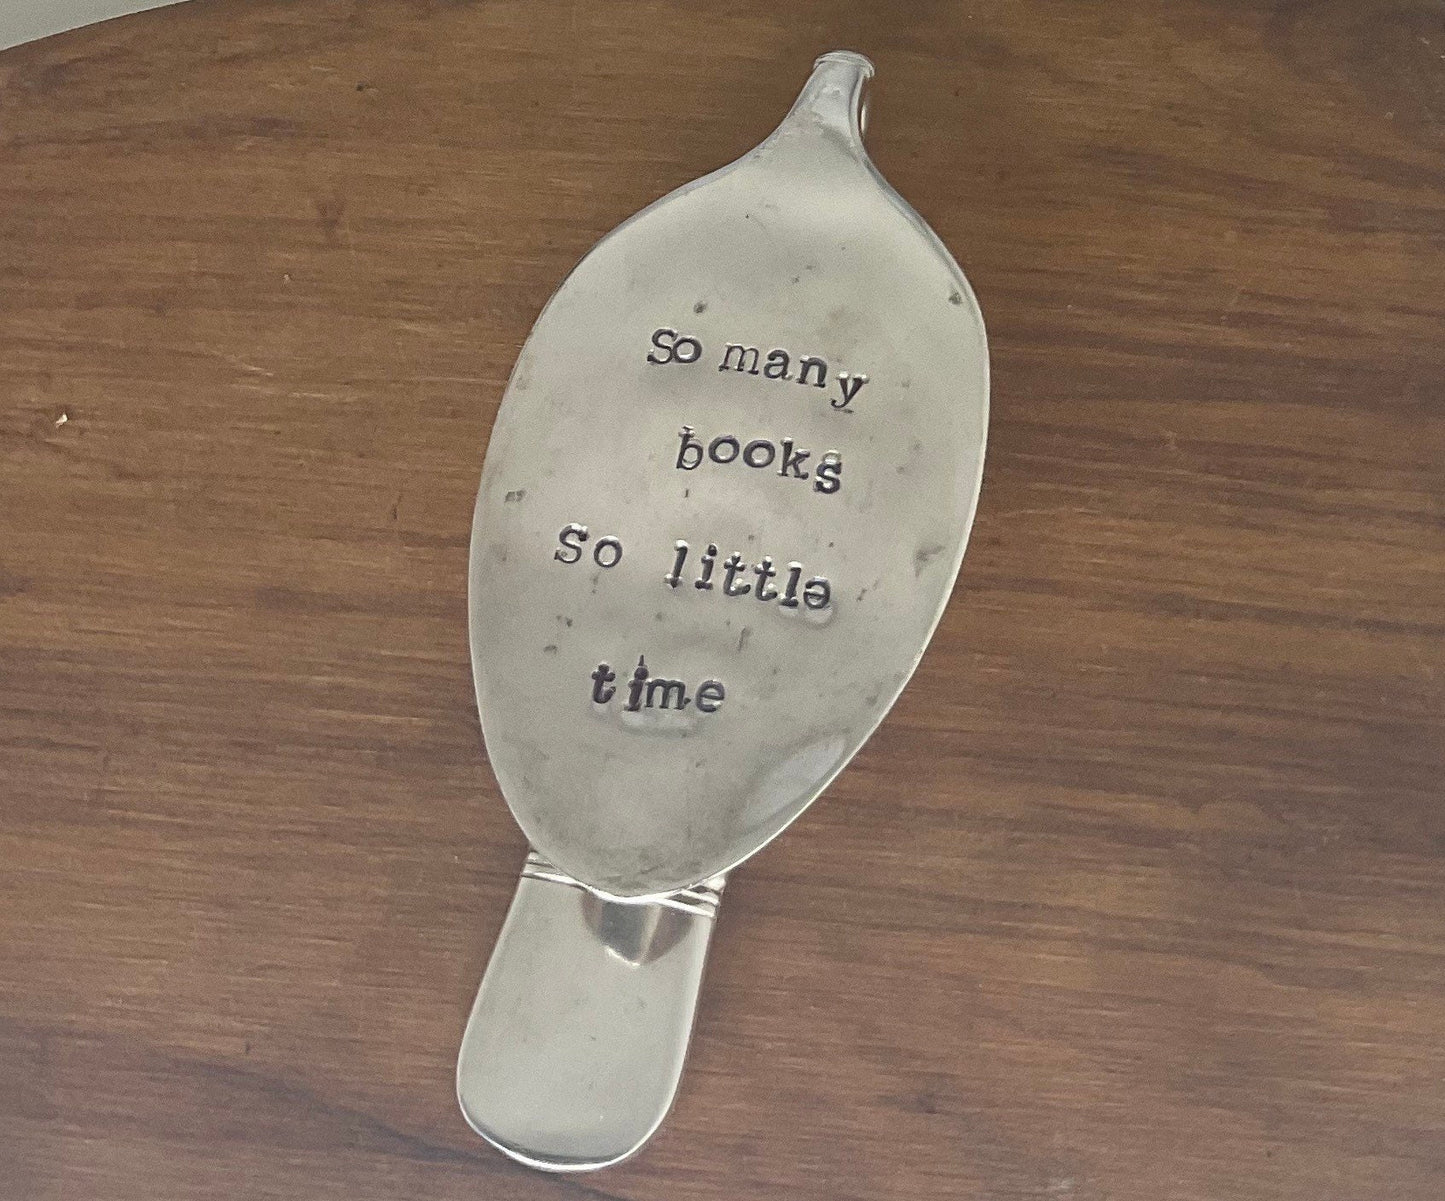 So many
books
So little
time